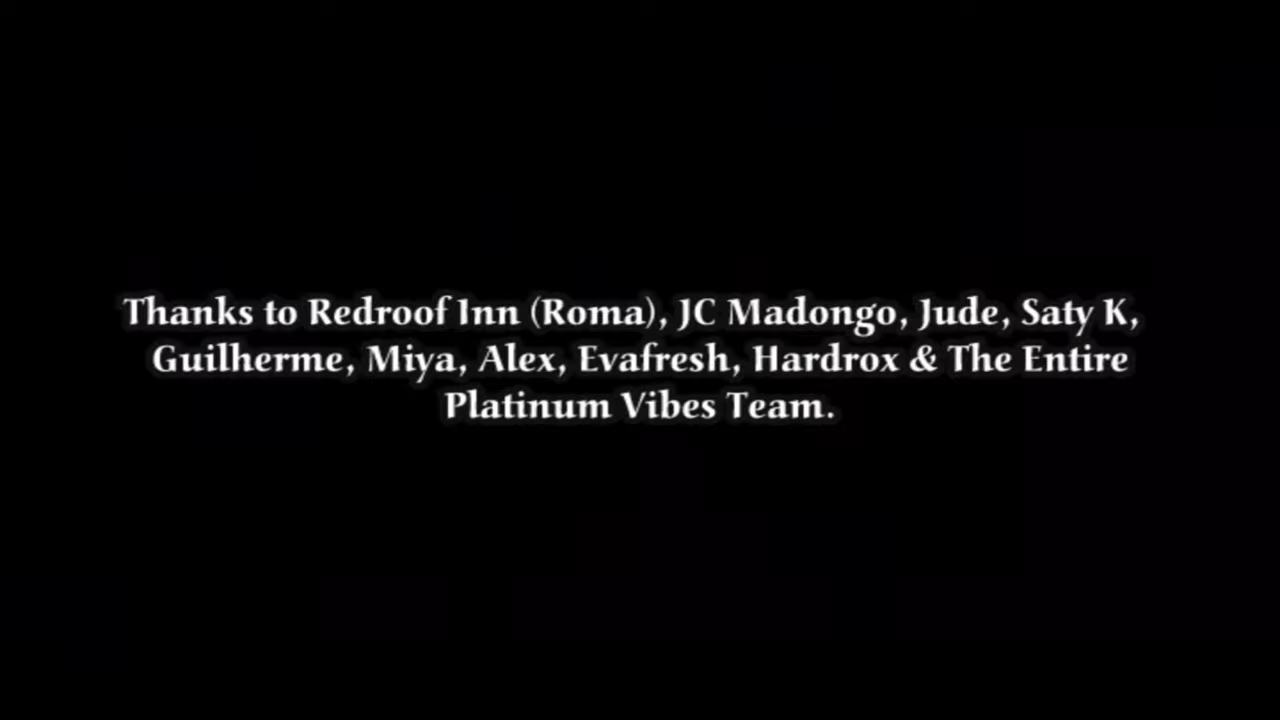 Thanks to Redroof Inn (Roma), JC Madongo, Jude, Saty K,
Guilherme, Miya, Alex, Evafresh, Hardrox & The Entire
Platinum Vibes Team.